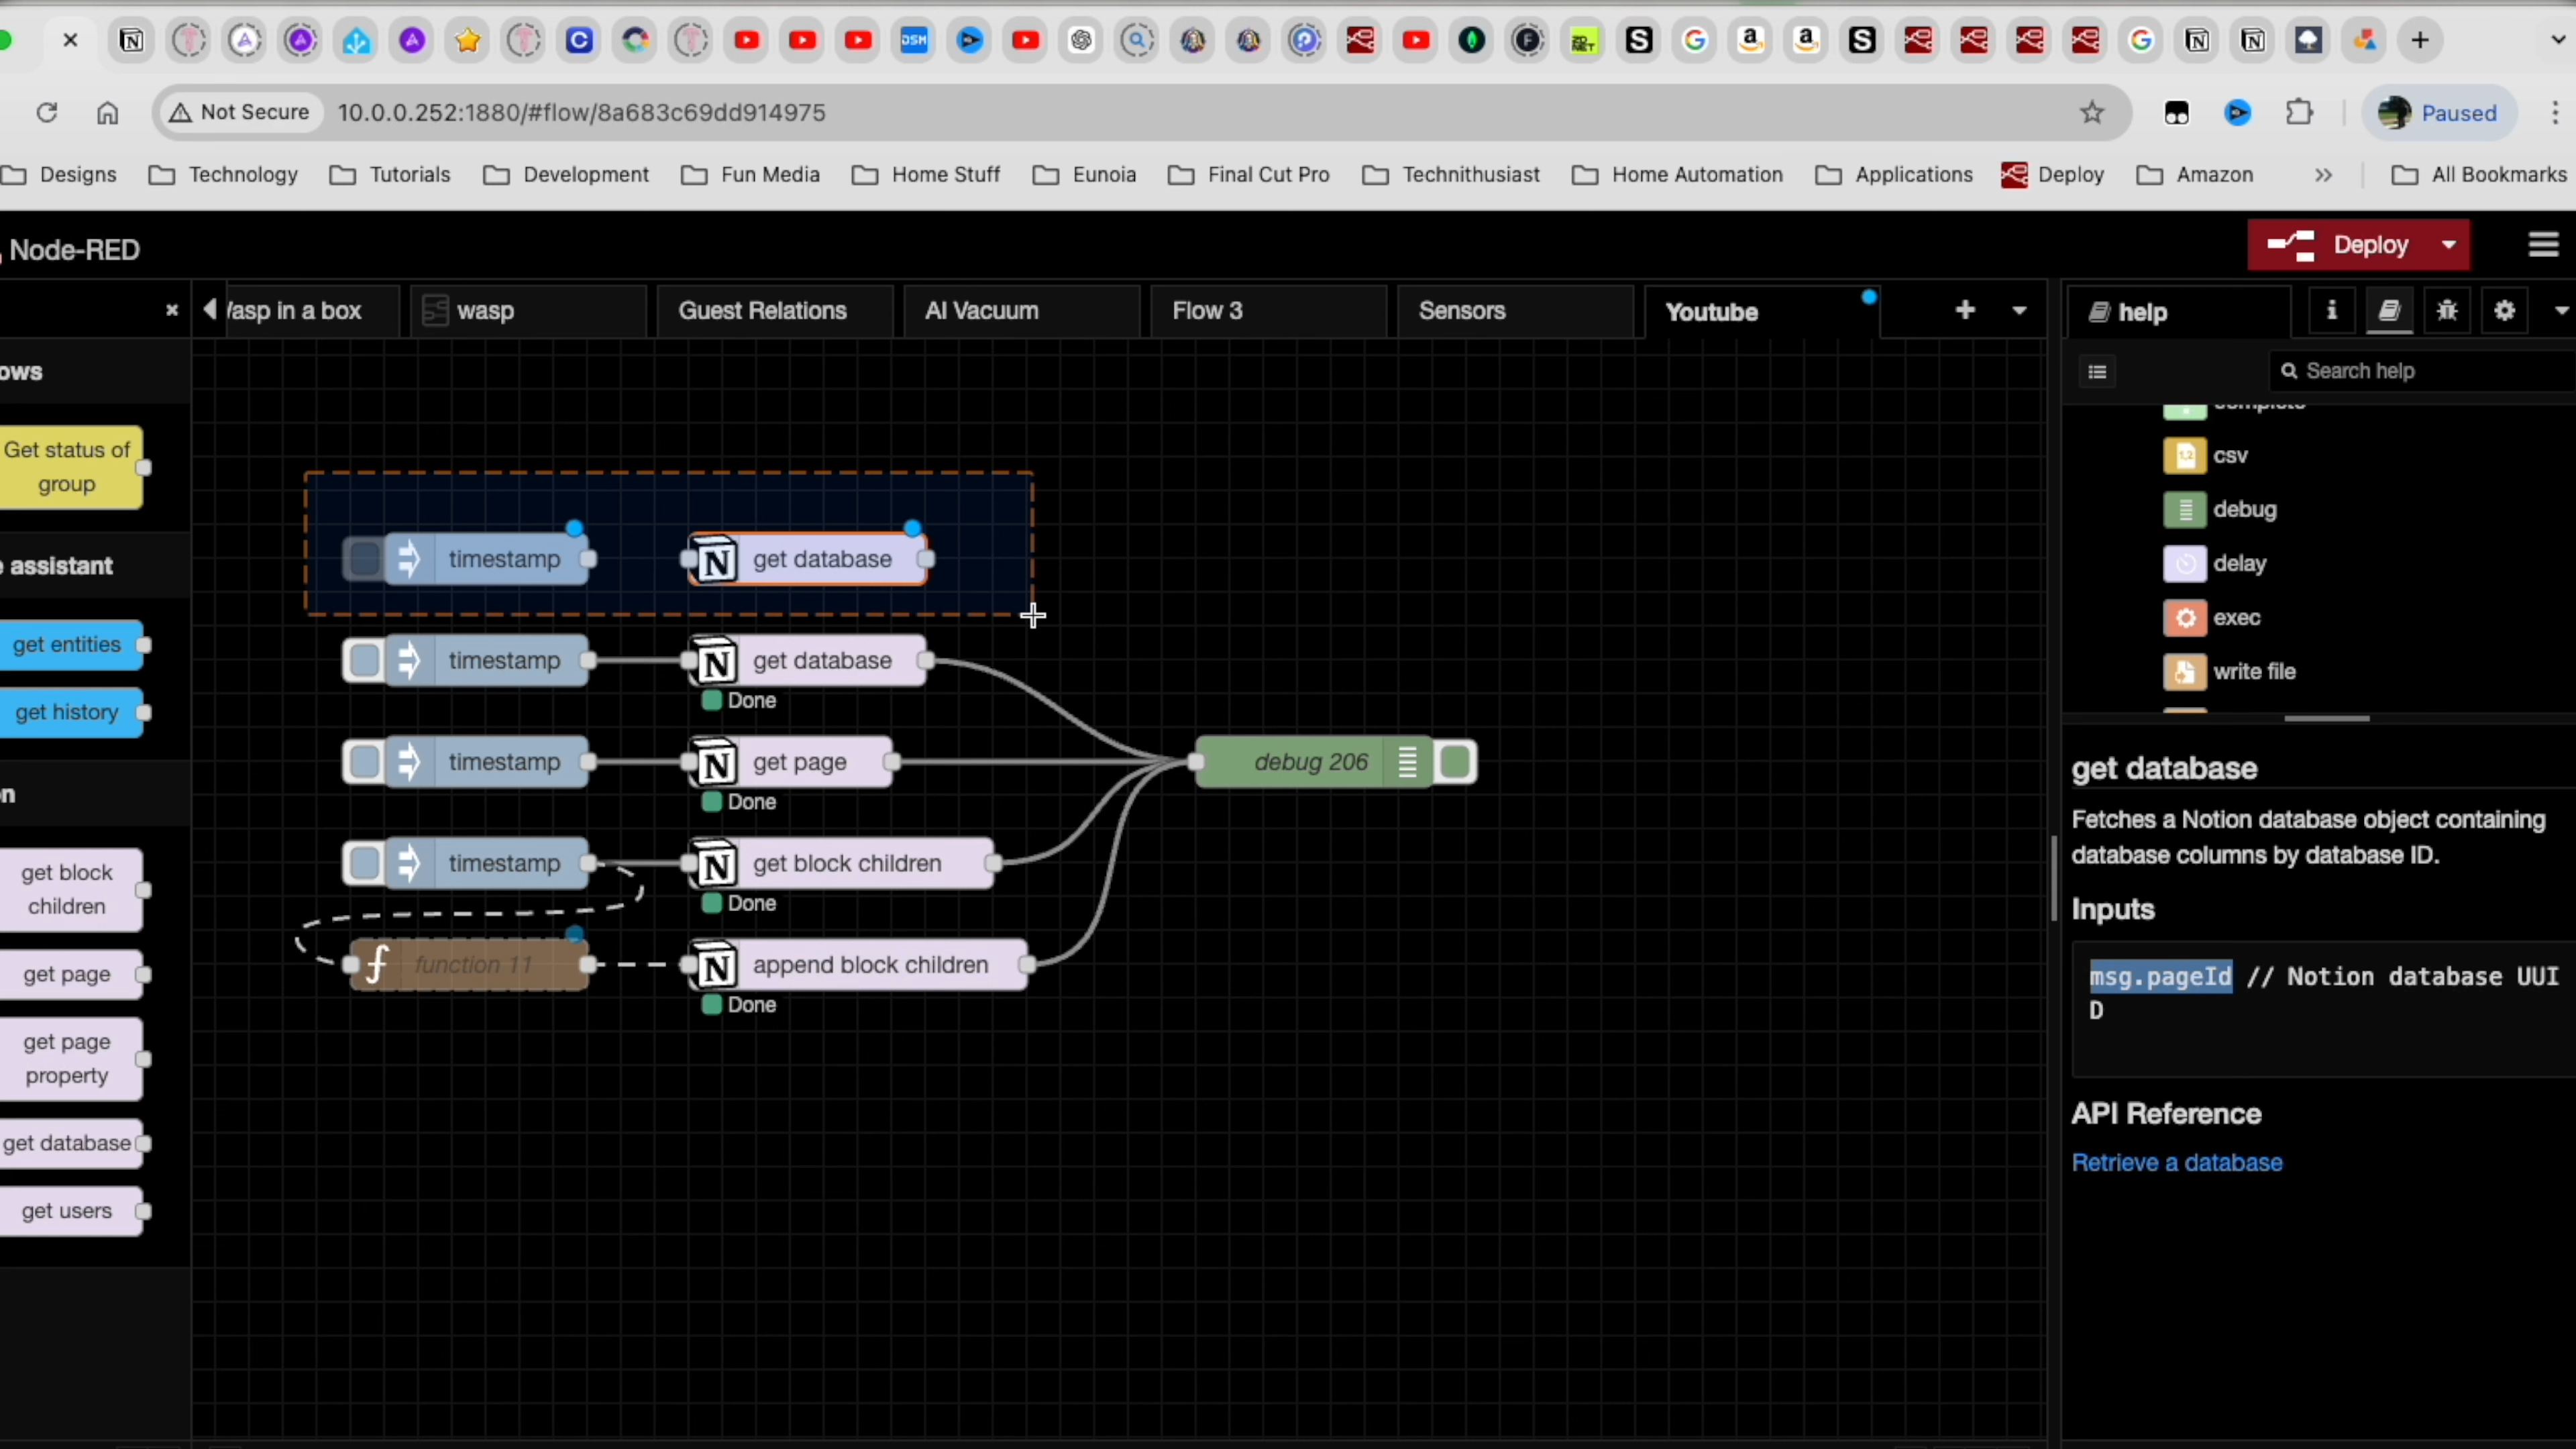 Not Secure 10.0.0.252:1880/#flow/8a683c69dd914975 Paused
Designs Technology Tutorials Development Fun Media Home Stuff Eunoia Final Cut Pro Technithusiast Home Automation Applications Deploy Amazon >> All Bookmarks
Node-RED
Deploy
asp in a box
wasp
Guest Relations
AI Vacuum
Flow 3
Sensors
Youtube
help
Search help
ows
Get status of
group
assistant
get entities
get history
n
get block
children
get page
get page
property
get database
get users
timestamp
get database
timestamp
get database
Done
timestamp
get page
Done
debug 206
timestamp
get block children
Done
function 11
append block children
Done
csv
debug
delay
exec
write file
get database
Fetches a Notion database object containing
database columns by database ID.
Inputs
msg.pageId // Notion database UUI
D
API Reference
Retrieve a database